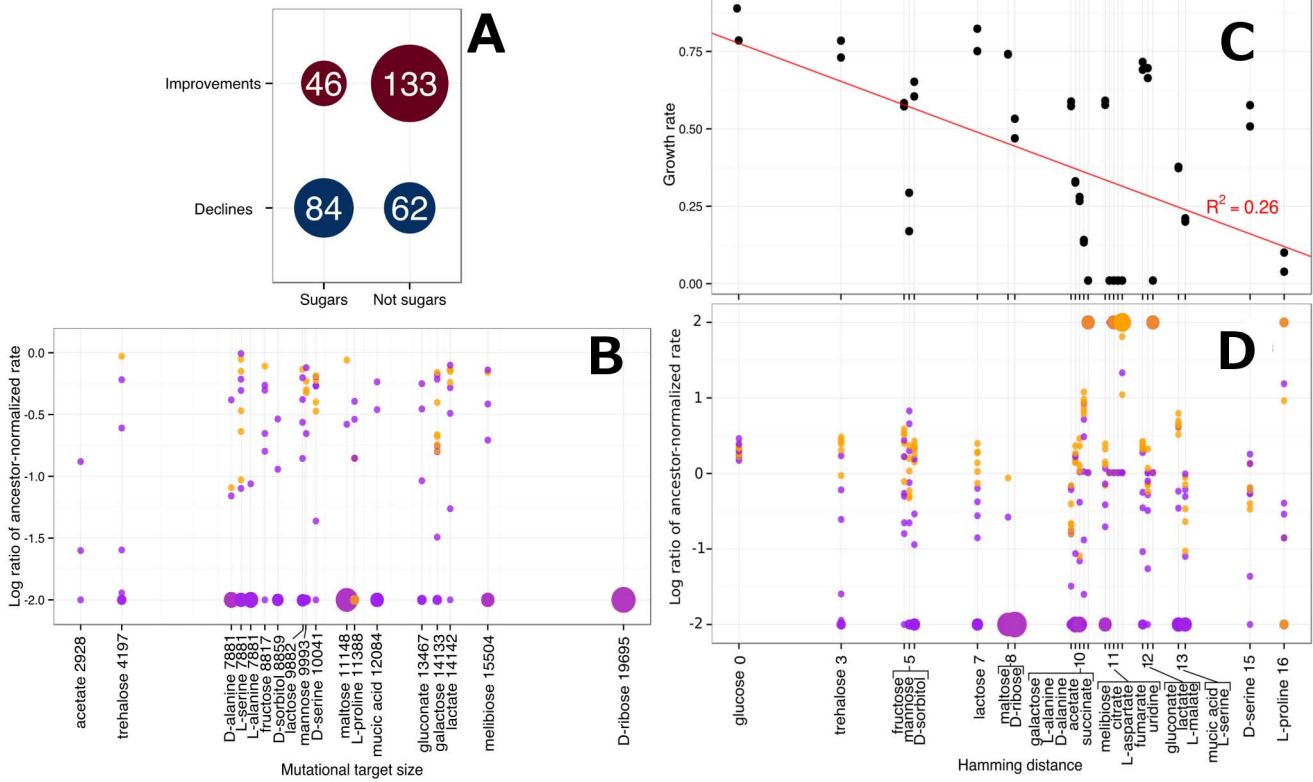 A
Improvements
46
133
Declines
84
62
Sugars
Not sugars
B
Log ratio of ancestor-normalized rate
0.0
-0.5
-1.0
-1.5
-2.0
acetate 2928
trehalose 4197
D-alanine 7881
L-serine 7881
L-alanine 7881
fructose 8817
D-sorbitol 8859
lactose 9882
mannose 9993
D-serine 10041
maltose 11148
L-proline 11388
mucic acid 12084
gluconate 13467
galactose 14133
lactate 14142
melibiose 15504
D-ribose 19695
Mutational target size
C
Growth rate
0.75
0.50
0.25
0.00
R² = 0.26
D
Log ratio of ancestor-normalized rate
2
1
0
-1
-2
glucose 0
trehalose 3
fructose
mannose
D-sorbitol
5
lactose 7
maltose
D-ribose
8
galactose
L-alanine
D-alanine
acetate
succinate
10
melibiose
citrate
L-aspartate
fumarate
uridine
11
12
gluconate
lactate
L-malate
13
mucic acid
L-serine
D-serine 15
L-proline 16
Hamming distance